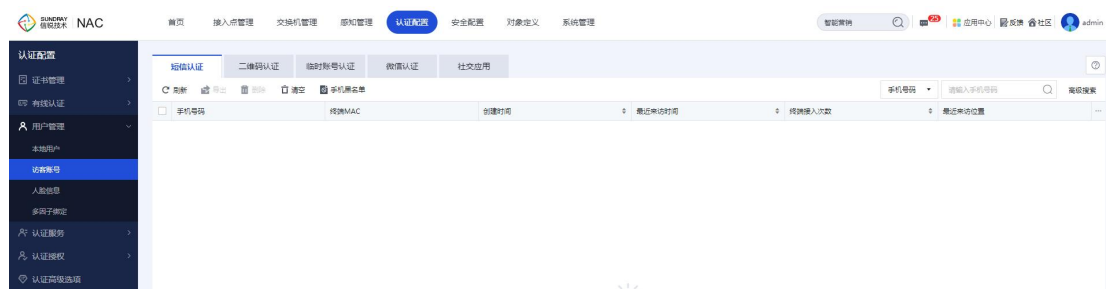 SUNDRAY
信锐技术 NAC
首页 接入点管理 交换机管理 感知管理 认证配置 安全配置 对象定义 系统管理 智能营销 25 应用中心 反馈 社区 admin
认证配置
证书管理
有线认证
用户管理
本地用户
访客账号
人脸信息
多因子绑定
认证服务
认证授权
认证高级选项
短信认证 二维码认证 临时账号认证 微信认证 社交应用
刷新 导出 删除 清空 手机黑名单 手机号码 请输入手机号码 高级搜索
手机号码 终端MAC 创建时间 最近来访时间 终端接入次数 最近来访位置